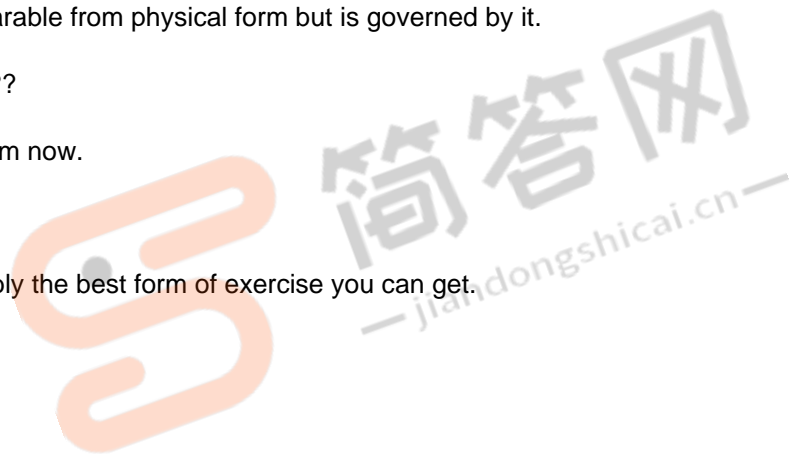 arable from physical form but is governed by it.
?
m now.
简答网
bly the best form of exercise you can get.
jiandongshicai.cn